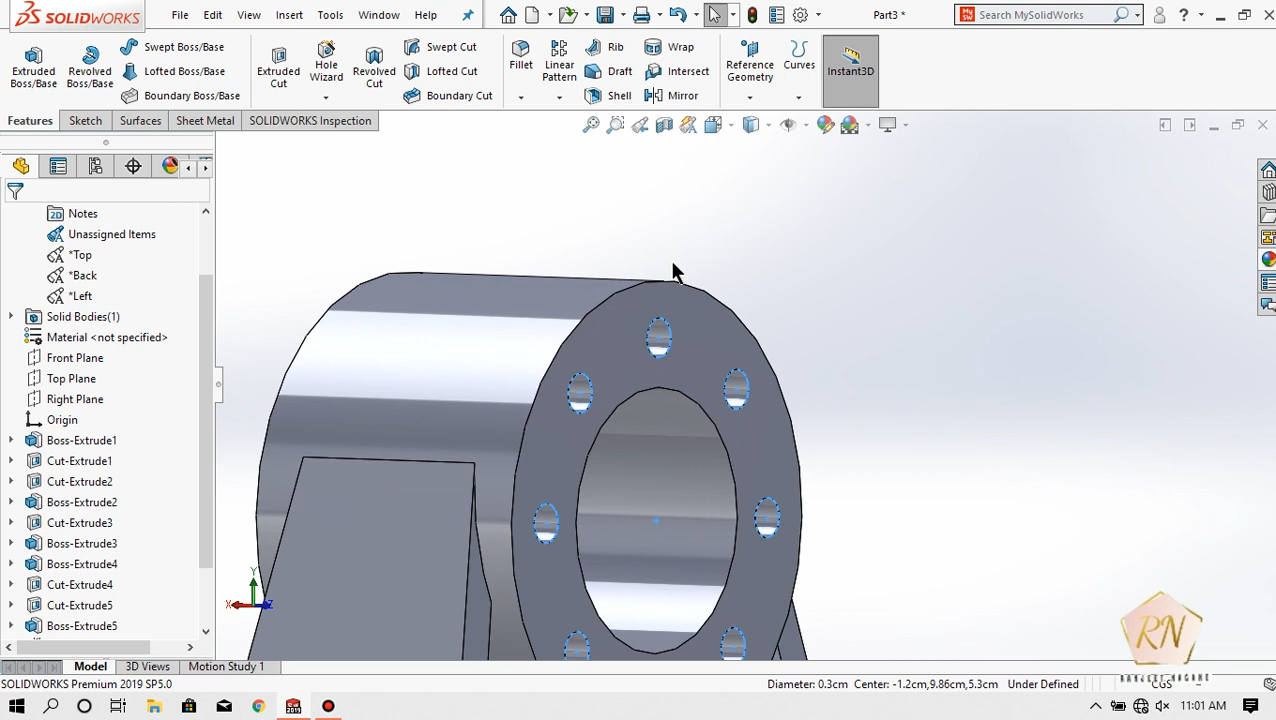 SOLIDWORKS File Edit View Insert Tools Window Help Part3 * Search MySolidWorks ?
Extruded Boss/Base Revolved Boss/Base Swept Boss/Base Lofted Boss/Base Boundary Boss/Base Extruded Cut Hole Wizard Revolved Cut Swept Cut Lofted Cut Boundary Cut Fillet Linear Pattern Rib Draft Shell Wrap Intersect Mirror Reference Geometry Curves Instant3D
Features Sketch Surfaces Sheet Metal SOLIDWORKS Inspection
Notes
Unassigned Items
*Top
*Back
*Left
Solid Bodies(1)
Material <not specified>
Front Plane
Top Plane
Right Plane
Origin
Boss-Extrude1
Cut-Extrude1
Cut-Extrude2
Boss-Extrude2
Cut-Extrude3
Boss-Extrude3
Boss-Extrude4
Cut-Extrude4
Cut-Extrude5
Boss-Extrude5
Y
X Z
RN
Model 3D Views Motion Study 1
SOLIDWORKS Premium 2019 SP5.0 Diameter: 0.3cm Center: -1.2cm,9.86cm,5.3cm Under Defined CGS
11:01 AM